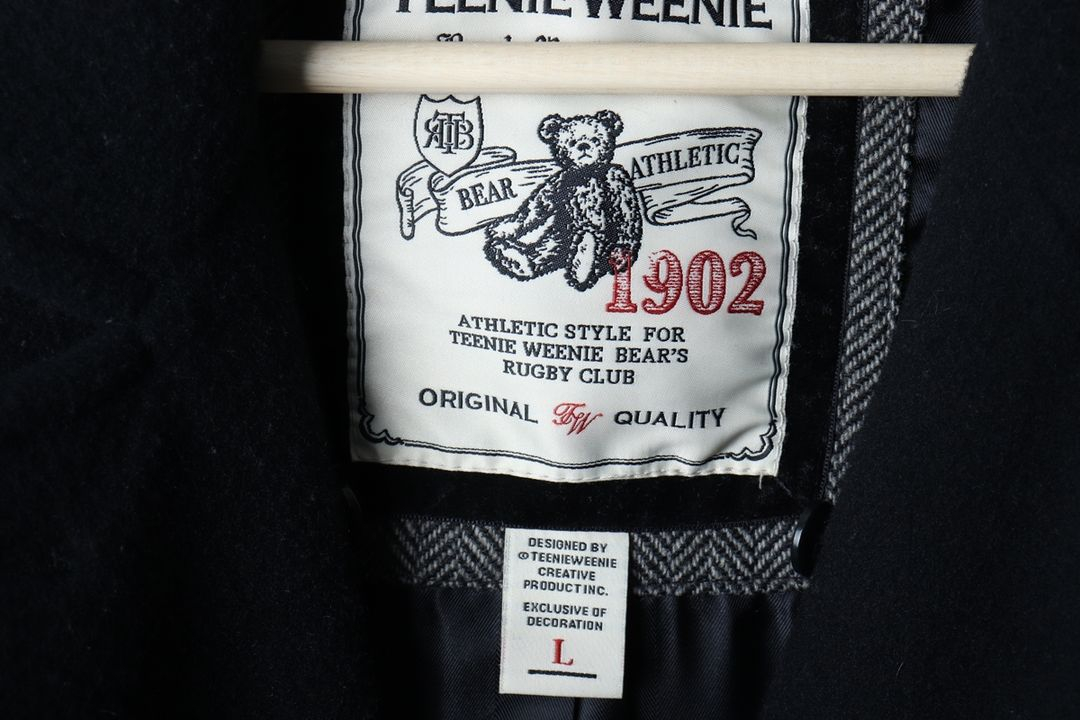 TEENIE WEENIE
BEAR ATHLETIC
1902
ATHLETIC STYLE FOR
TEENIE WEENIE BEAR'S
RUGBY CLUB
ORIGINAL TW QUALITY
DESIGNED BY
©TEENIEWEENIE
CREATIVE
PRODUCT INC.
EXCLUSIVE OF
DECORATION
L